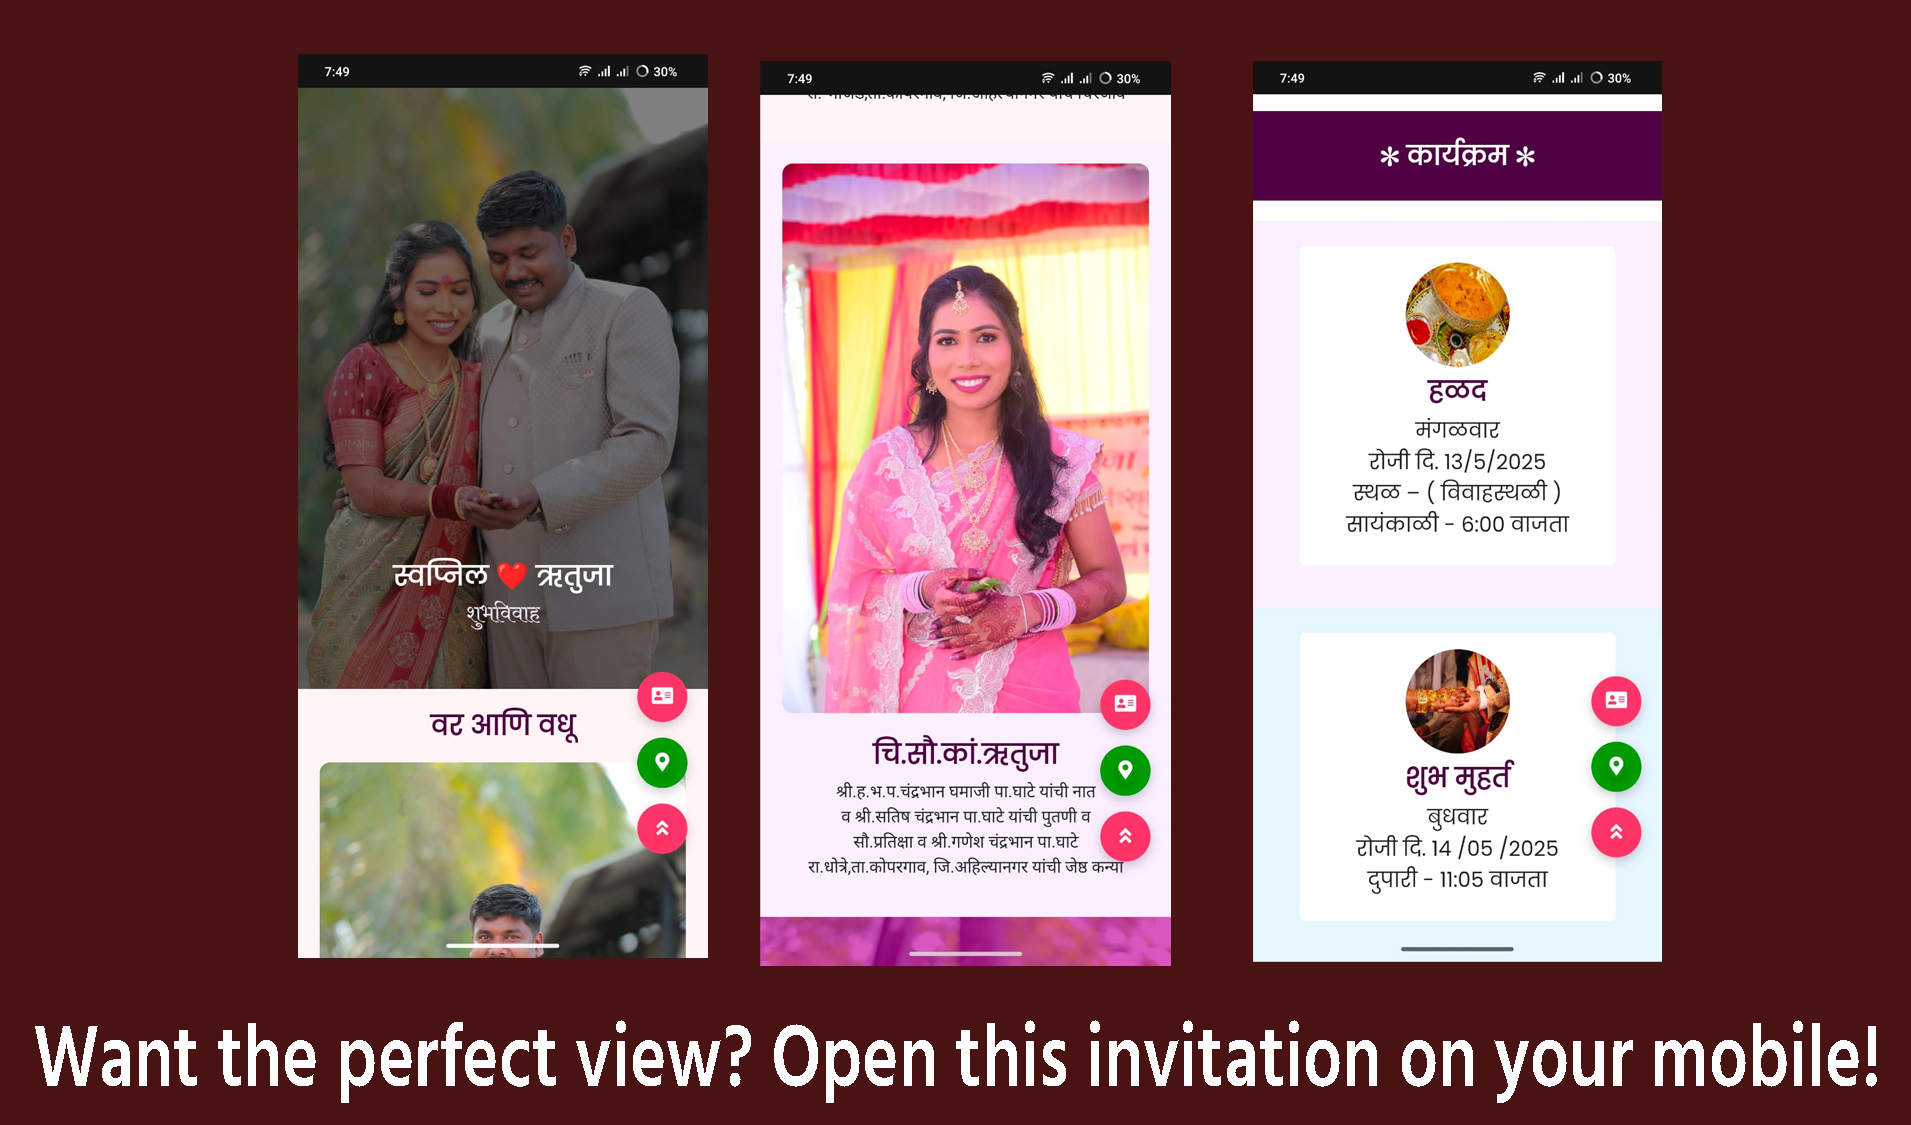 7:49
30%
स्वप्निल ❤️ ऋतुजा
शुभविवाह
वर आणि वधू
7:49
30%
चि.सौ.कां.ऋतुजा
श्री.ह.भ.प.चंद्रभान घमाजी पा.घाटे यांची नात
व श्री.सतिष चंद्रभान पा.घाटे यांची पुतणी व
सौ.प्रतिक्षा व श्री.गणेश चंद्रभान पा.घाटे
रा.धोत्रे,ता.कोपरगाव, जि.अहिल्यानगर यांची जेष्ठ कन्या
7:49
30%
✻ कार्यक्रम ✻
हळद
मंगळवार
रोजी दि. 13/5/2025
स्थळ – ( विवाहस्थळी )
सायंकाळी - 6:00 वाजता
शुभ मुहर्त
बुधवार
रोजी दि. 14 /05 /2025
दुपारी - 11:05 वाजता
Want the perfect view? Open this invitation on your mobile!